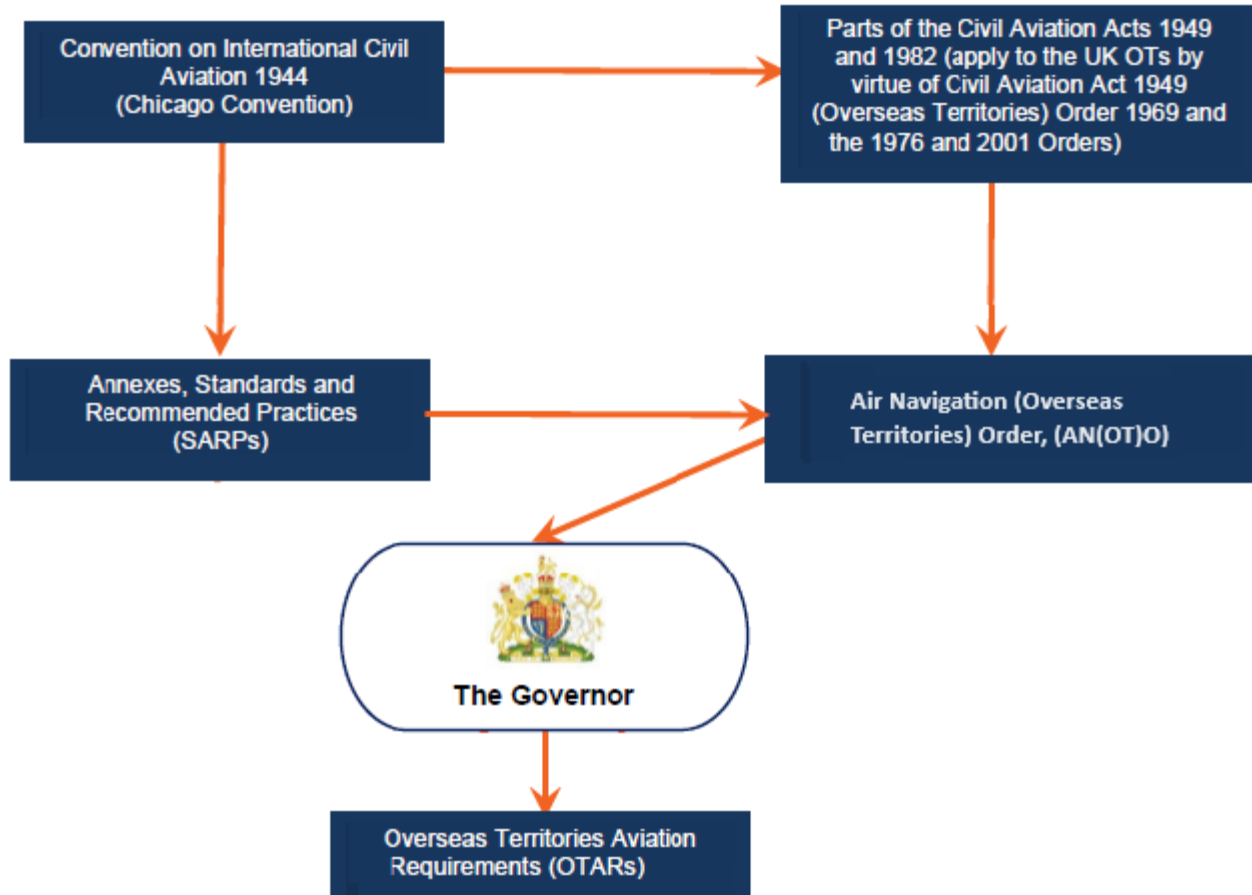 Convention on International Civil
Aviation 1944
(Chicago Convention)
Parts of the Civil Aviation Acts 1949
and 1982 (apply to the UK OTs by
virtue of Civil Aviation Act 1949
(Overseas Territories) Order 1969 and
the 1976 and 2001 Orders)
Annexes, Standards and
Recommended Practices
(SARPs)
Air Navigation (Overseas
Territories) Order, (AN(OT)O)
The Governor
Overseas Territories Aviation
Requirements (OTARs)